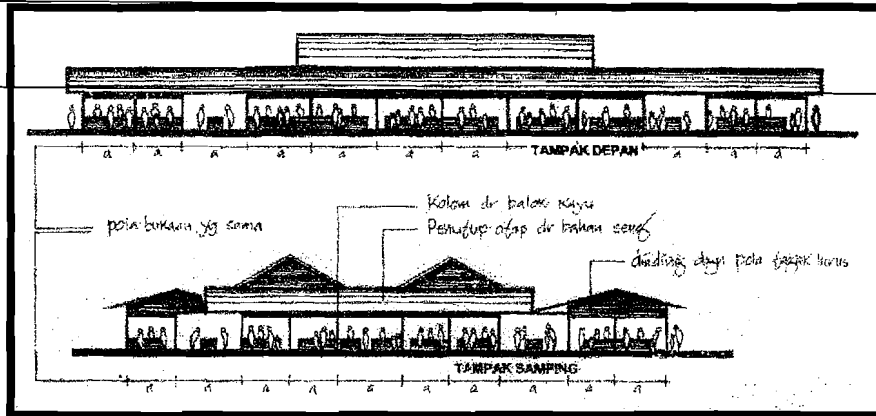 a a a a a a a TAMPAK DEPAN a a a
Kolom dr balok kayu
pola bukaan yg sama
Penutup atap dr bahan seng
dinding dgn pola tegak lurus
TAMPAK SAMPING
a a a a a a a a a a